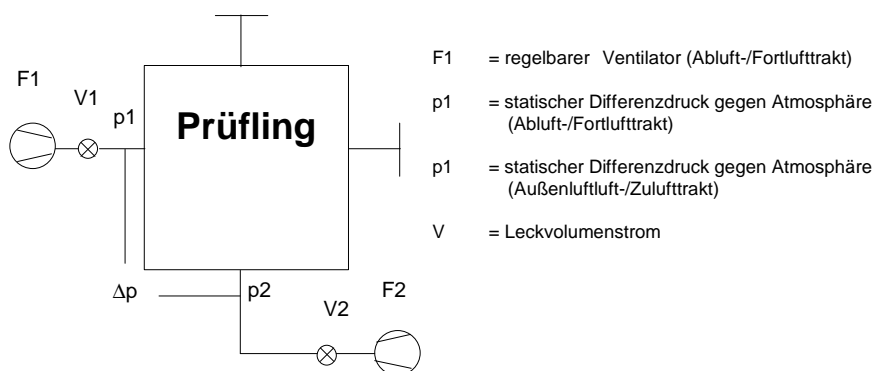 F1
V1
p1
Prüfling
Δp
p2
V2
F2
F1 = regelbarer Ventilator (Abluft-/Fortlufttrakt)
p1 = statischer Differenzdruck gegen Atmosphäre
(Abluft-/Fortlufttrakt)
p1 = statischer Differenzdruck gegen Atmosphäre
(Außenluftluft-/Zulufttrakt)
V = Leckvolumenstrom